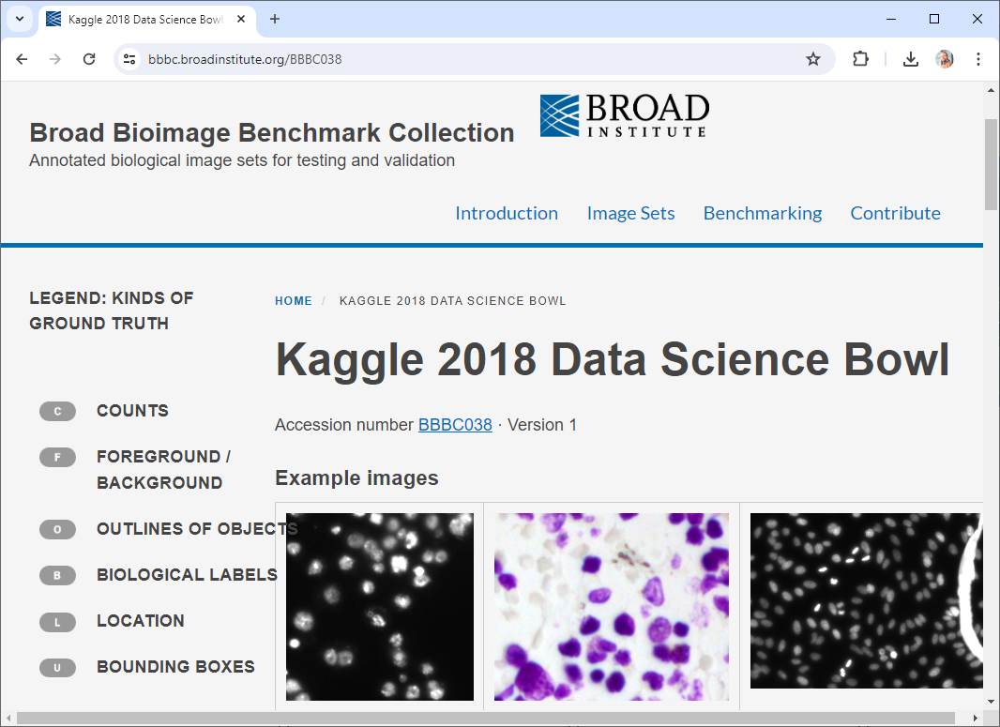 Kaggle 2018 Data Science Bowl
bbbc.broadinstitute.org/BBBC038
BROAD
INSTITUTE
Broad Bioimage Benchmark Collection
Annotated biological image sets for testing and validation
Introduction Image Sets Benchmarking Contribute
LEGEND: KINDS OF
GROUND TRUTH
C COUNTS
F FOREGROUND /
BACKGROUND
O OUTLINES OF OBJECTS
B BIOLOGICAL LABELS
L LOCATION
U BOUNDING BOXES
HOME / KAGGLE 2018 DATA SCIENCE BOWL
Kaggle 2018 Data Science Bowl
Accession number BBBC038 · Version 1
Example images